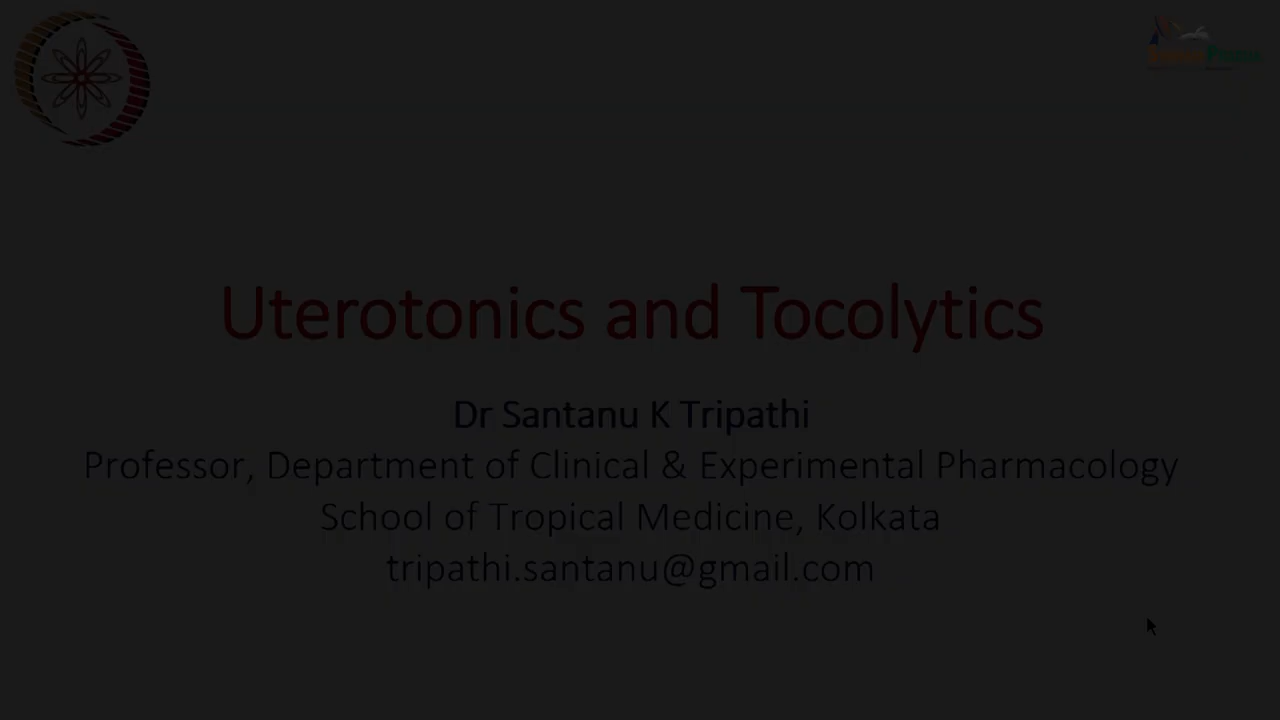 Uterotonics and Tocolytics
Dr Santanu K Tripathi
Professor, Department of Clinical & Experimental Pharmacology
School of Tropical Medicine, Kolkata
tripathi.santanu@gmail.com